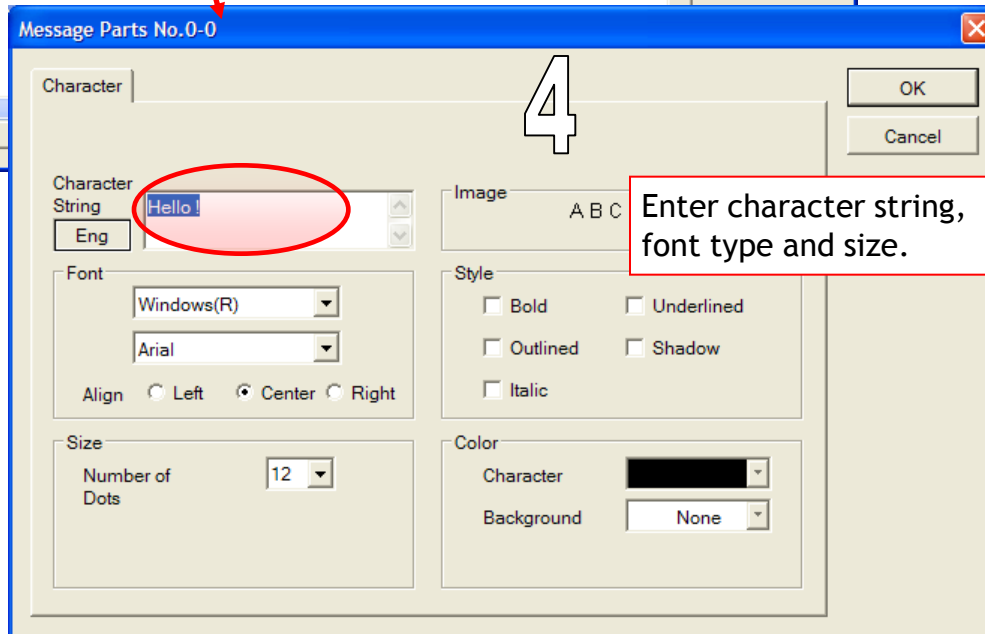 Message Parts No.0-0
4
Character
OK
Cancel
Character
String
Hello !
Eng
Image
A B C
Enter character string,
font type and size.
Font
Windows(R)
Arial
Align Left Center Right
Style
Bold Underlined
Outlined Shadow
Italic
Size
Number of
Dots
12
Color
Character
Background None